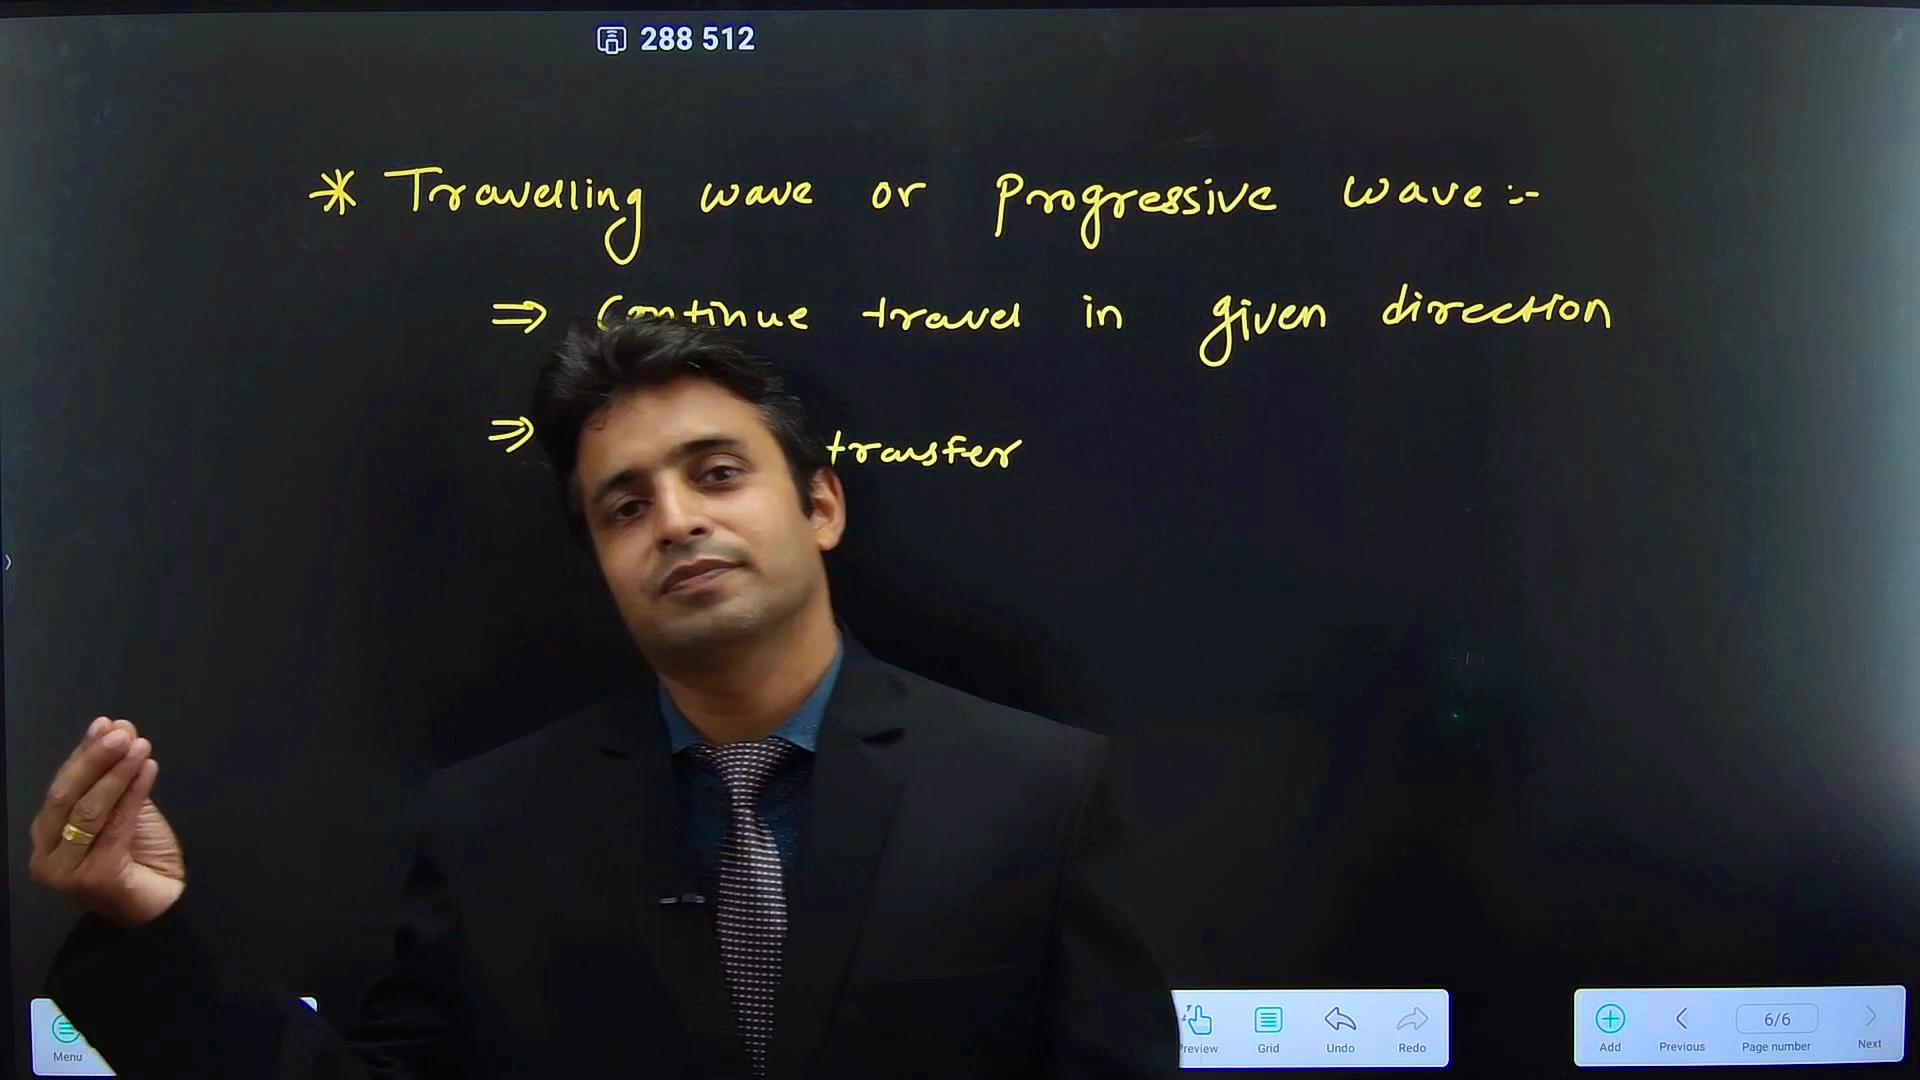 288 512
* Travelling wave or Progressive wave :-
⇒ Continue travel in given direction
⇒ transfer
Menu
Preview Grid Undo Redo
Add Previous 6/6 Page number Next